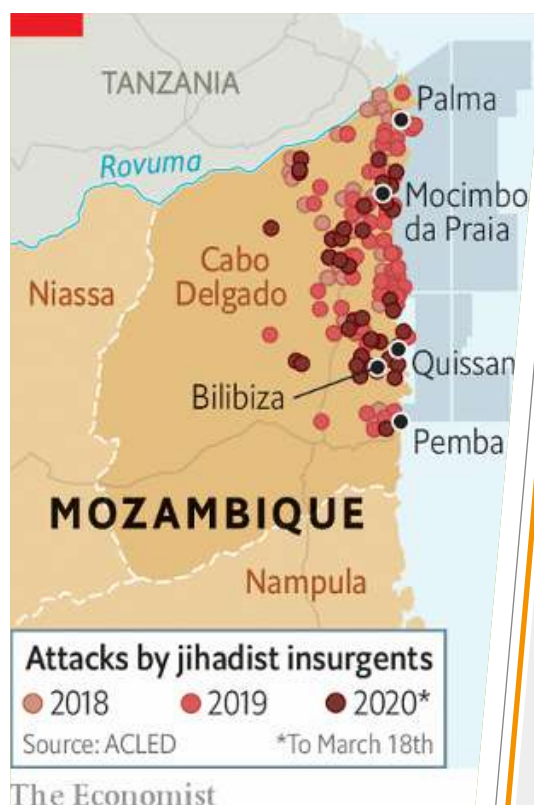 TANZANIA
Palma
Rovuma
Mocimbo
da Praia
Cabo
Delgado
Niassa
Quissan
Bilibiza
Pemba
MOZAMBIQUE
Nampula
Attacks by jihadist insurgents
2018 2019 2020*
Source: ACLED *To March 18th
The Economist